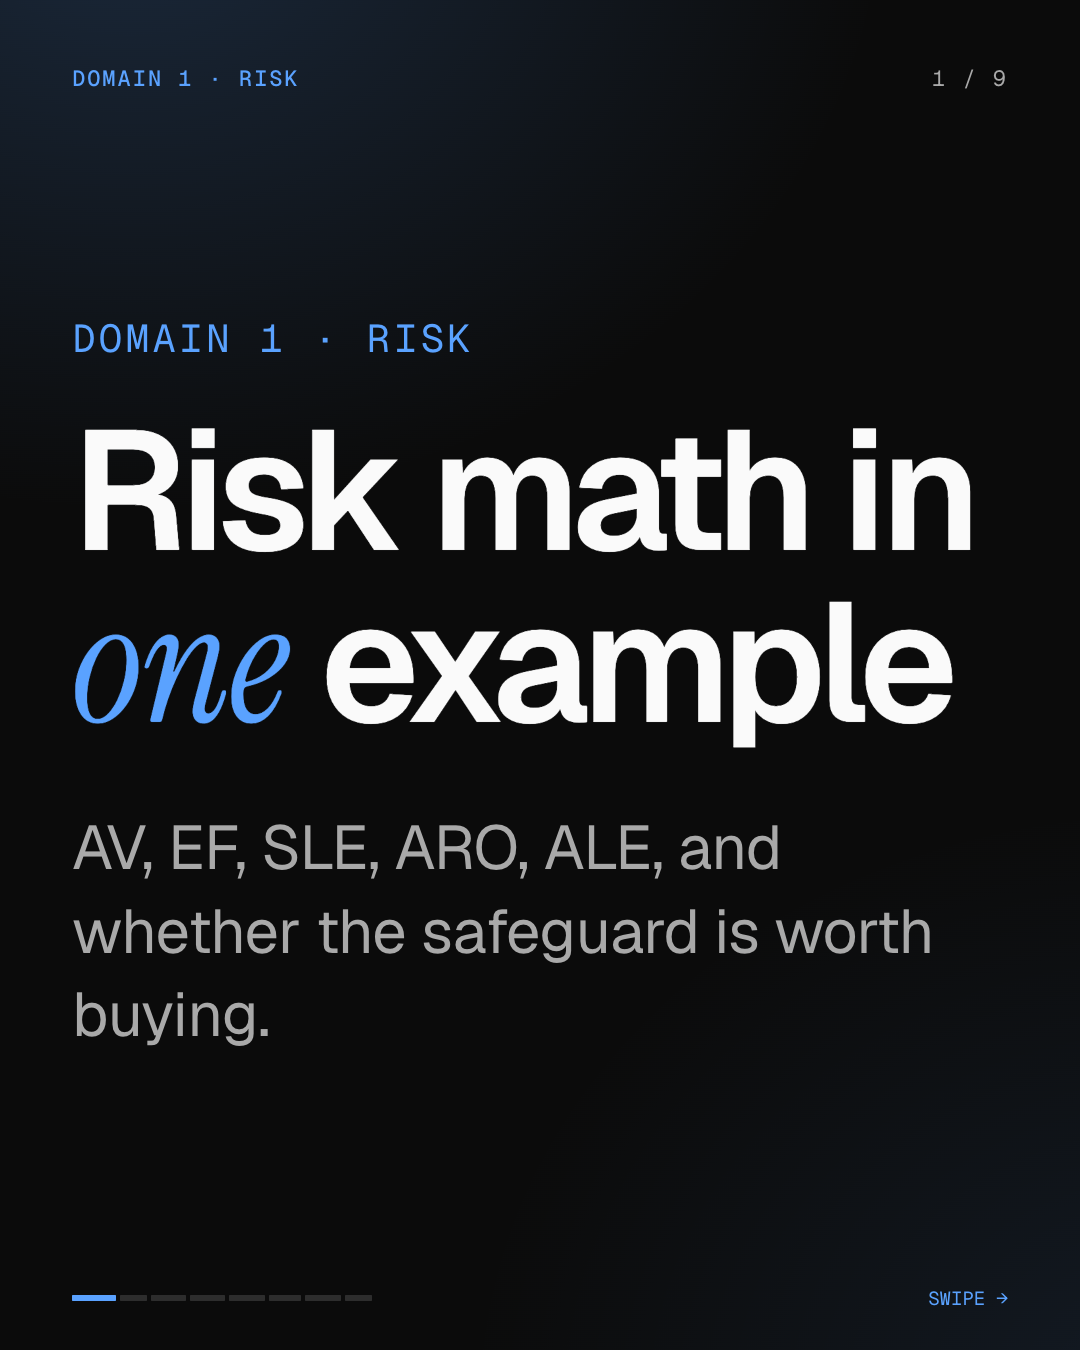 DOMAIN 1 · RISK
1 / 9
DOMAIN 1 · RISK
Risk math in
one example
AV, EF, SLE, ARO, ALE, and
whether the safeguard is worth
buying.
SWIPE →